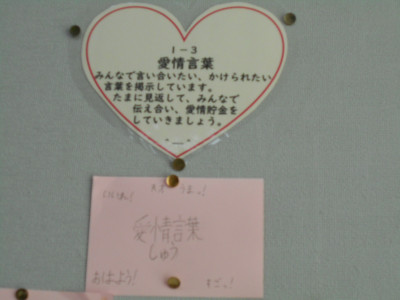 1－3
愛情言葉
みんなで言い合いたい、かけられたい
言葉を掲示しています。
たまに見返して、みんなで
伝え合い、愛情貯金を
していきましょう。
愛情言葉
しゅう
おはよう！
すごっ！